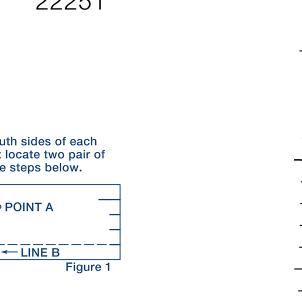 22251
uth sides of each
locate two pair of
e steps below.
POINT A
LINE B
Figure 1